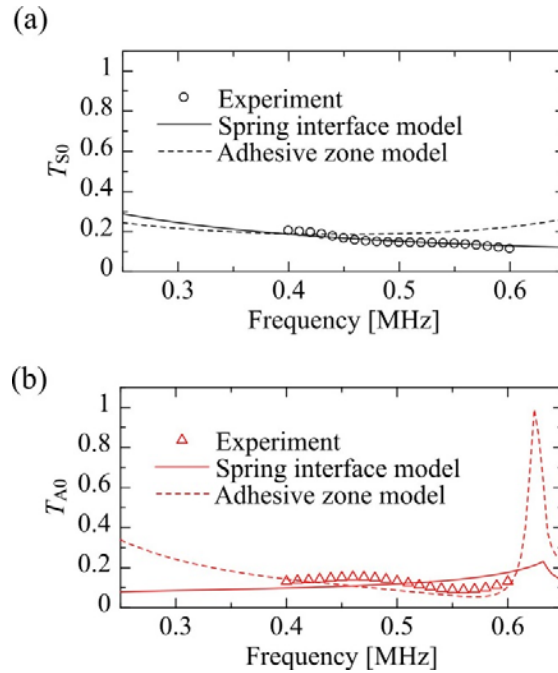 (a)
1
0.8
0.6
0.4
0.2
0
T_S0
Experiment
Spring interface model
Adhesive zone model
0.3 0.4 0.5 0.6
Frequency [MHz]
(b)
1
0.8
0.6
0.4
0.2
0
T_A0
Experiment
Spring interface model
Adhesive zone model
0.3 0.4 0.5 0.6
Frequency [MHz]